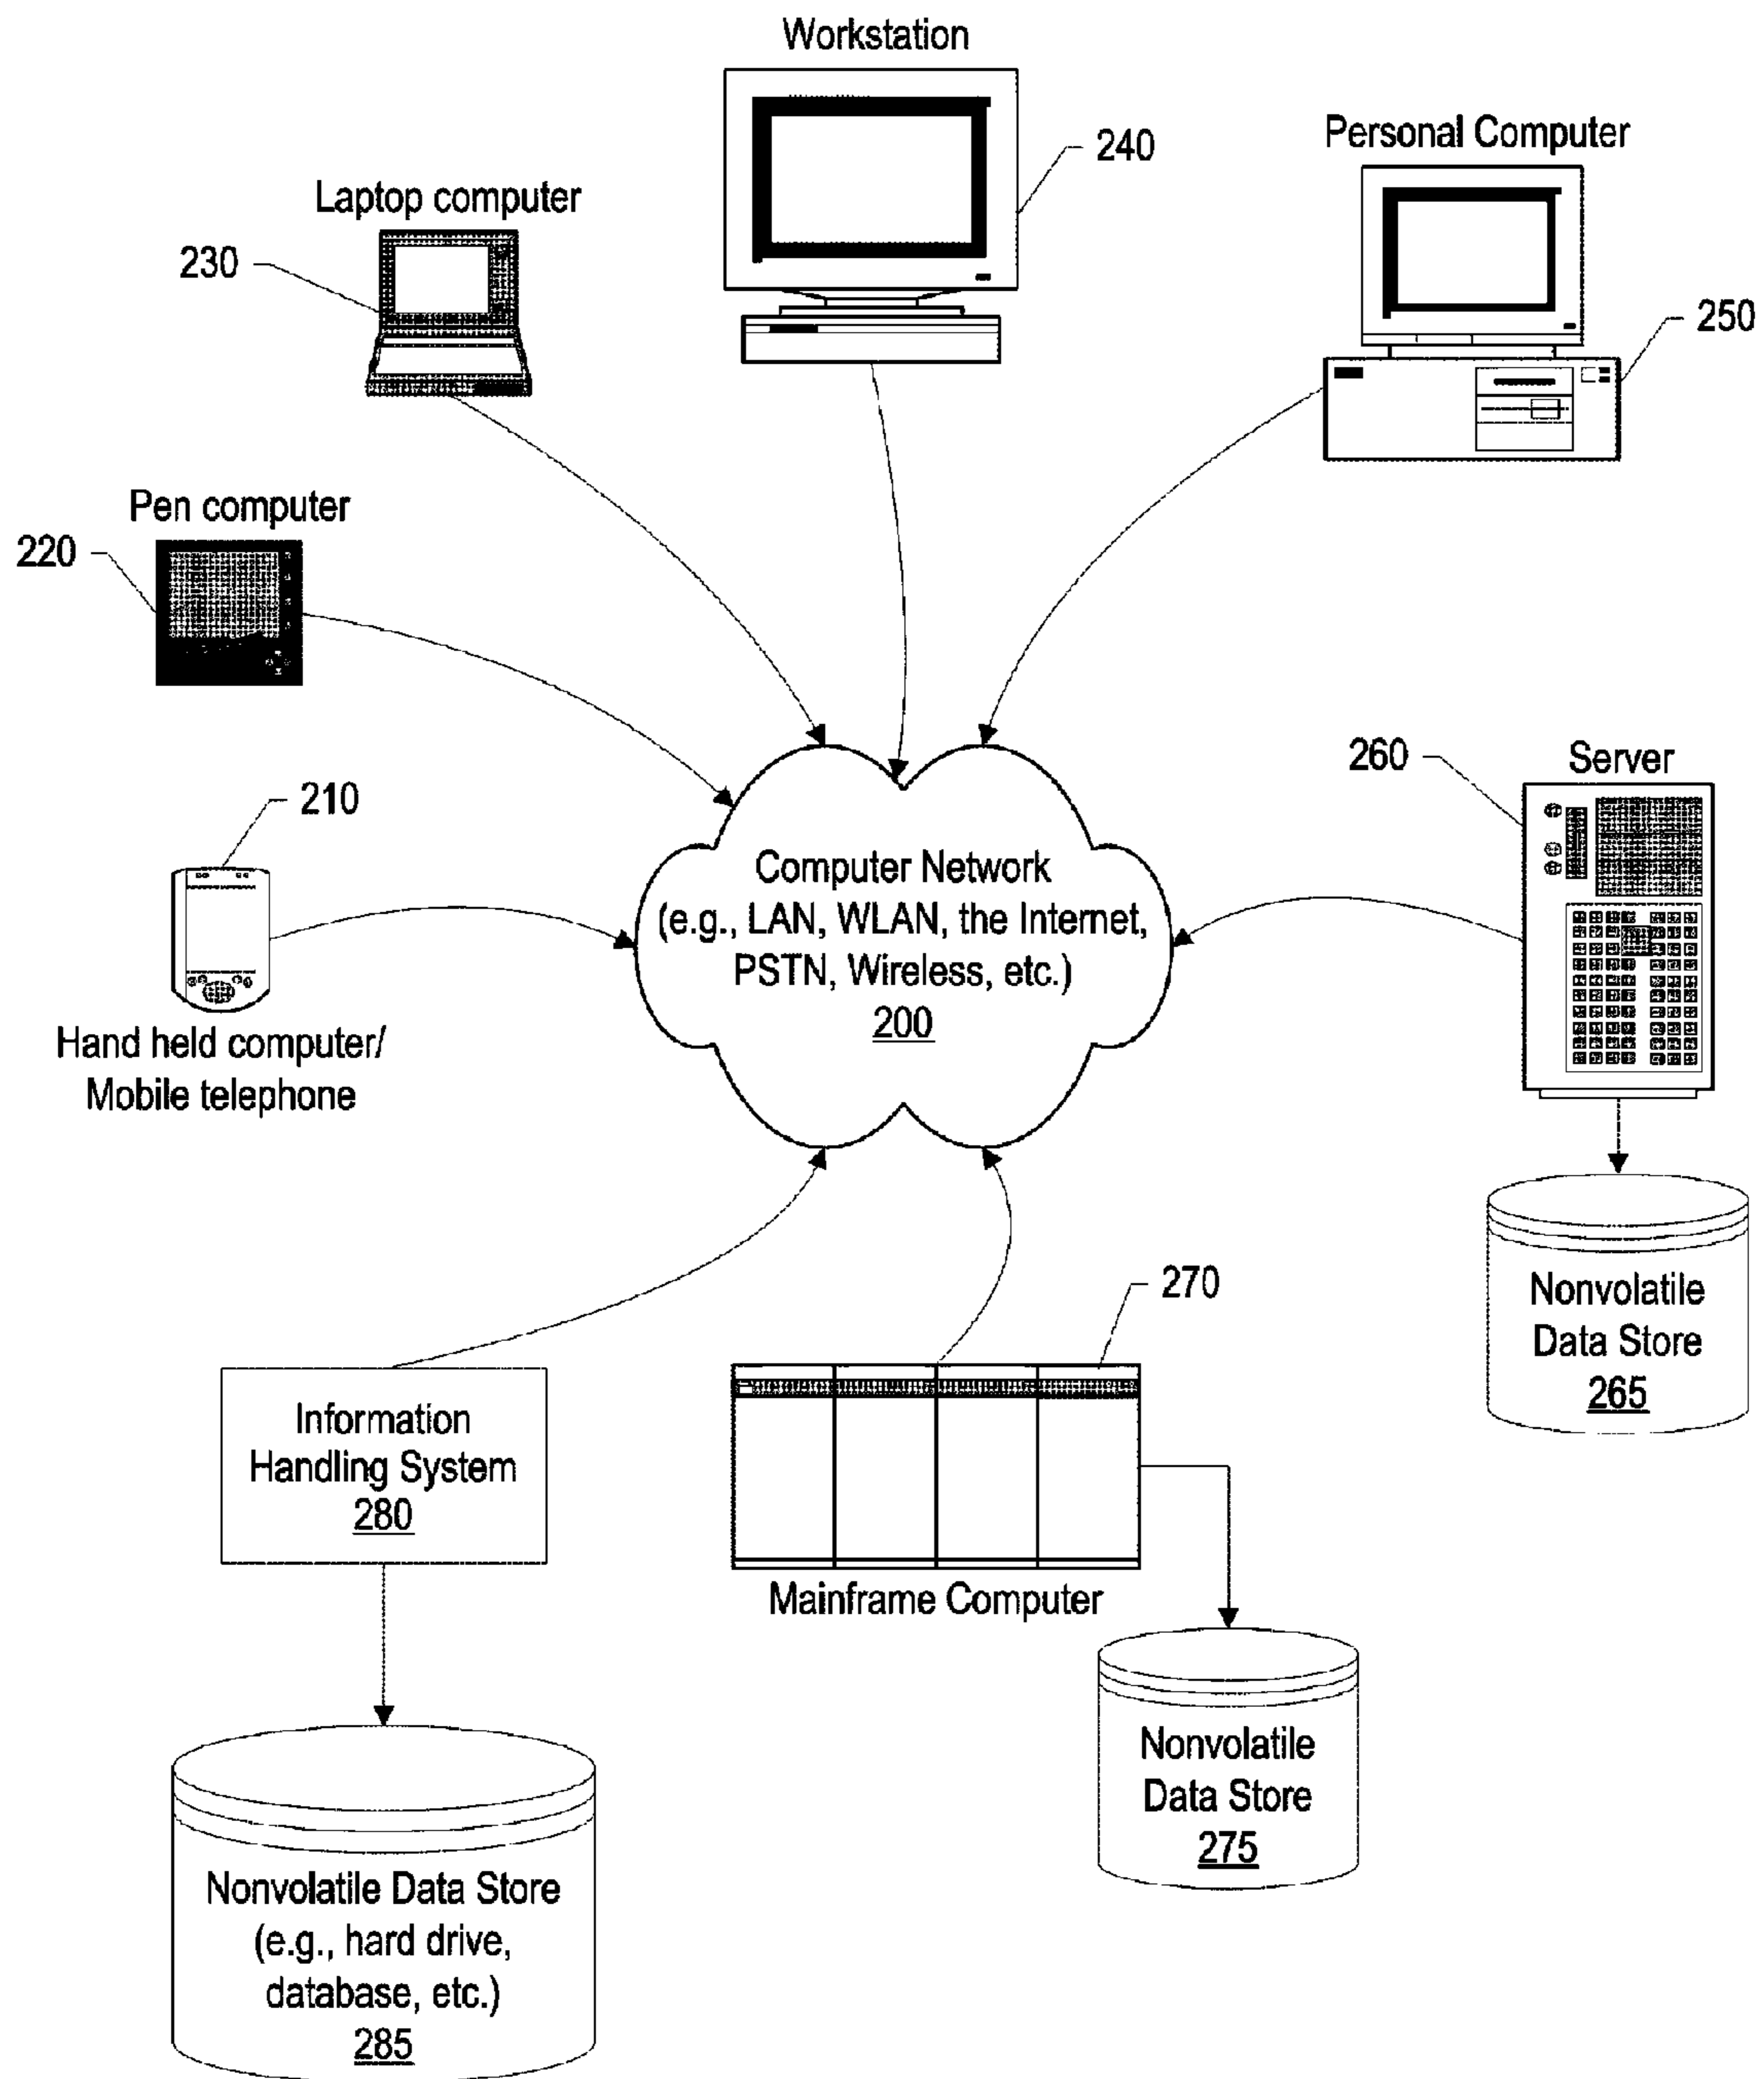 Workstation
240
Personal Computer
250
Laptop computer
230
Pen computer
220
210
Hand held computer/
Mobile telephone
Computer Network
(e.g., LAN, WLAN, the Internet,
PSTN, Wireless, etc.)
200
260
Server
Nonvolatile
Data Store
265
270
Mainframe Computer
Information
Handling System
280
Nonvolatile
Data Store
275
Nonvolatile Data Store
(e.g., hard drive,
database, etc.)
285